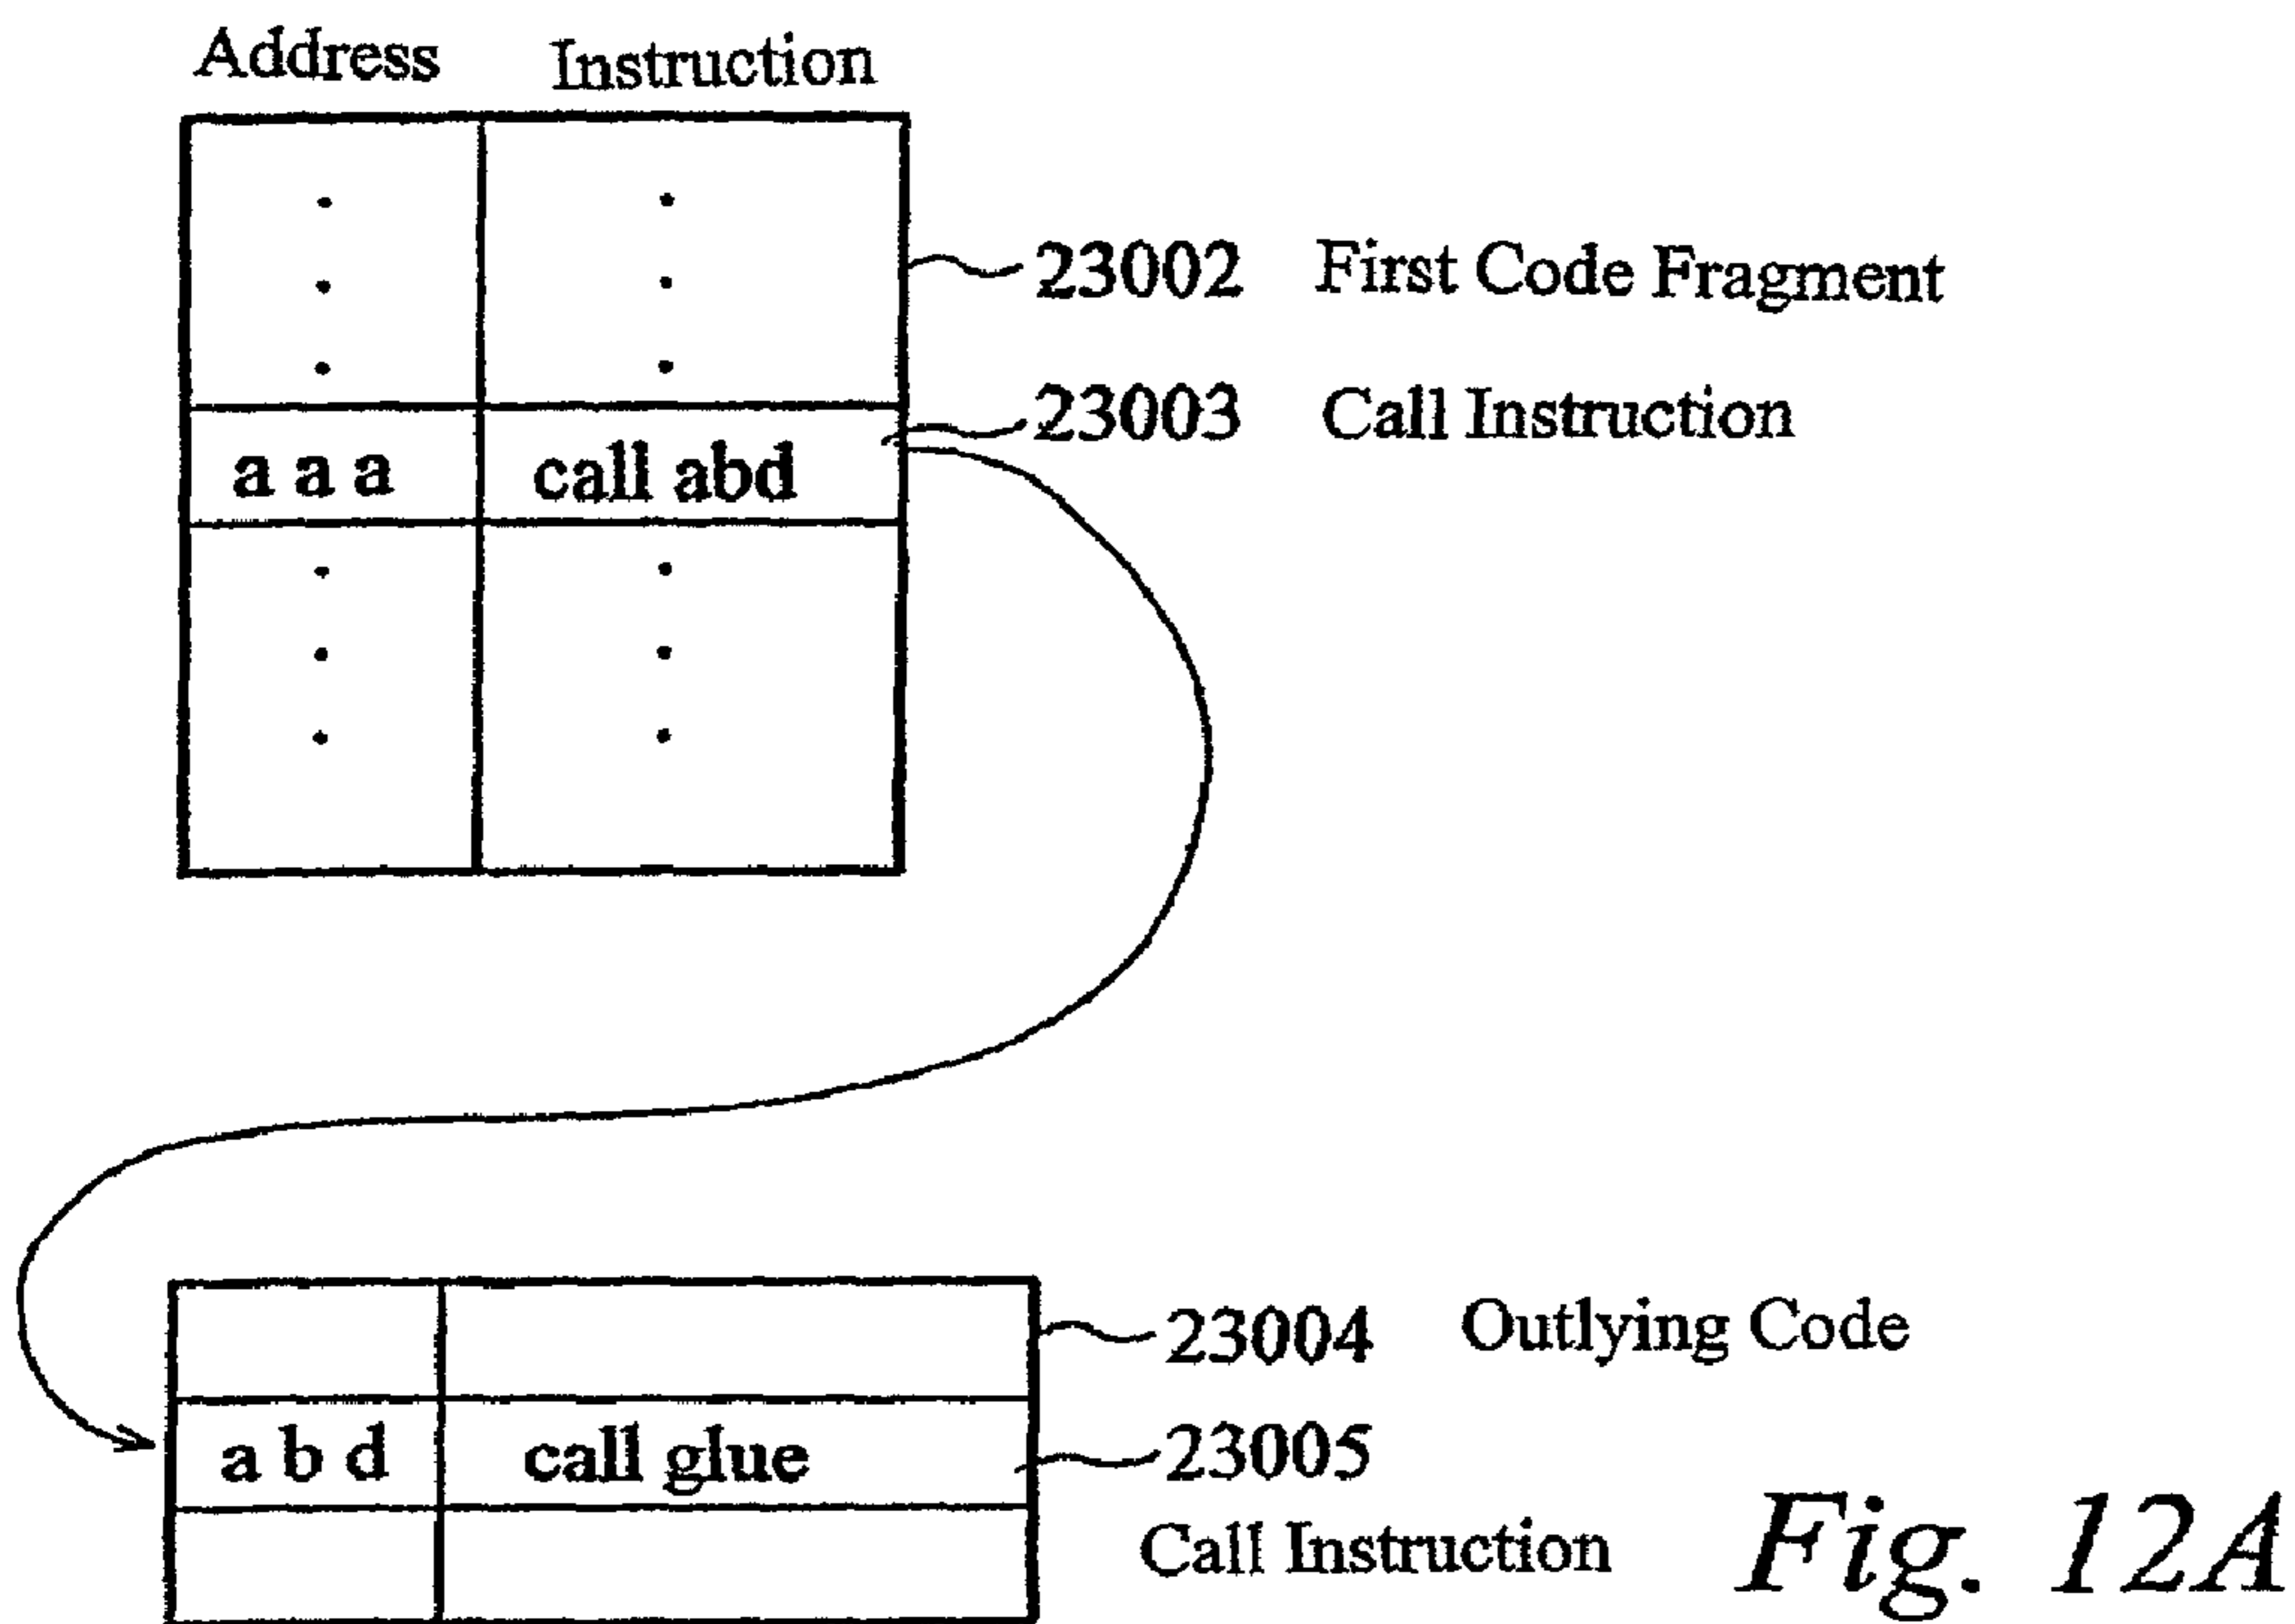 Address Instruction
23002 First Code Fragment
23003 Call Instruction
a a a call abd
23004 Outlying Code
a b d call glue 23005
Call Instruction
Fig. 12A